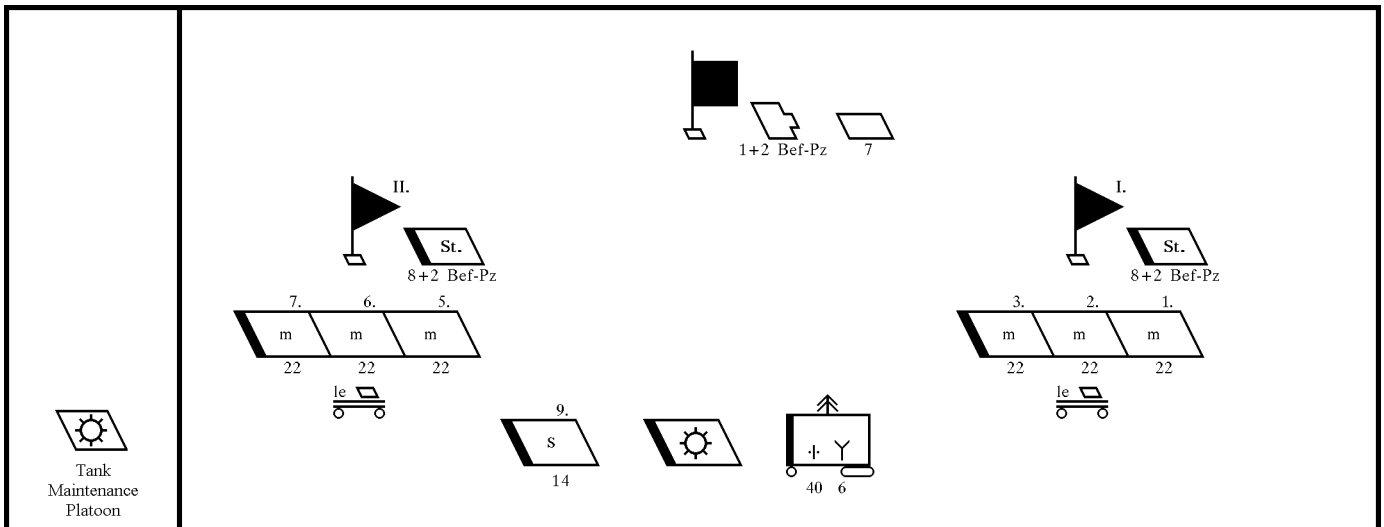 1+2 Bef-Pz
7
II.
St.
8+2 Bef-Pz
I.
St.
8+2 Bef-Pz
7. 6. 5.
m m m
22 22 22
le
3. 2. 1.
m m m
22 22 22
le
9.
S
14
40 6
Tank
Maintenance
Platoon